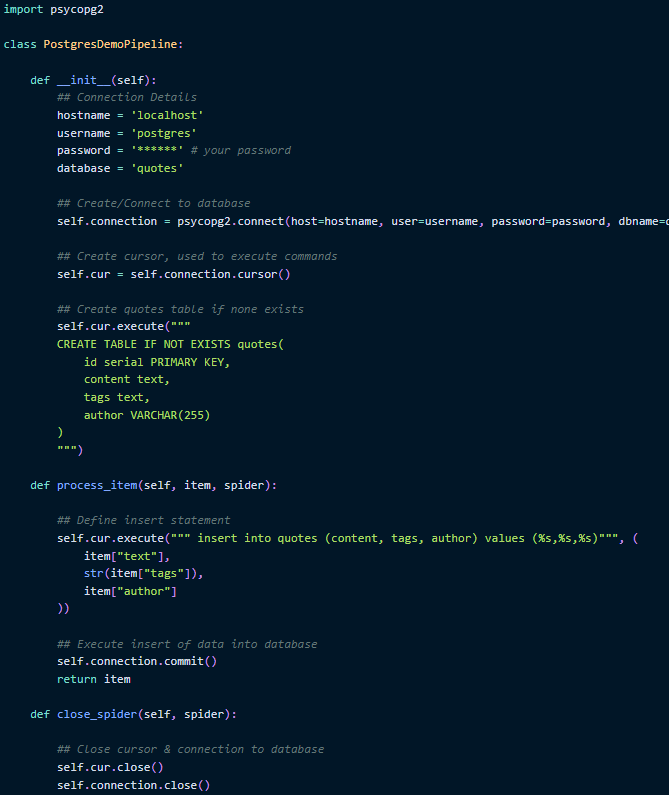 import psycopg2
class PostgresDemoPipeline:
def __init__(self):
## Connection Details
hostname = 'localhost'
username = 'postgres'
password = '******' # your password
database = 'quotes'
## Create/Connect to database
self.connection = psycopg2.connect(host=hostname, user=username, password=password, dbname=
## Create cursor, used to execute commands
self.cur = self.connection.cursor()
## Create quotes table if none exists
self.cur.execute("""
CREATE TABLE IF NOT EXISTS quotes(
id serial PRIMARY KEY,
content text,
tags text,
author VARCHAR(255)
)
""")
def process_item(self, item, spider):
## Define insert statement
self.cur.execute(""" insert into quotes (content, tags, author) values (%s,%s,%s)""", (
item["text"],
str(item["tags"]),
item["author"]
))
## Execute insert of data into database
self.connection.commit()
return item
def close_spider(self, spider):
## Close cursor & connection to database
self.cur.close()
self.connection.close()